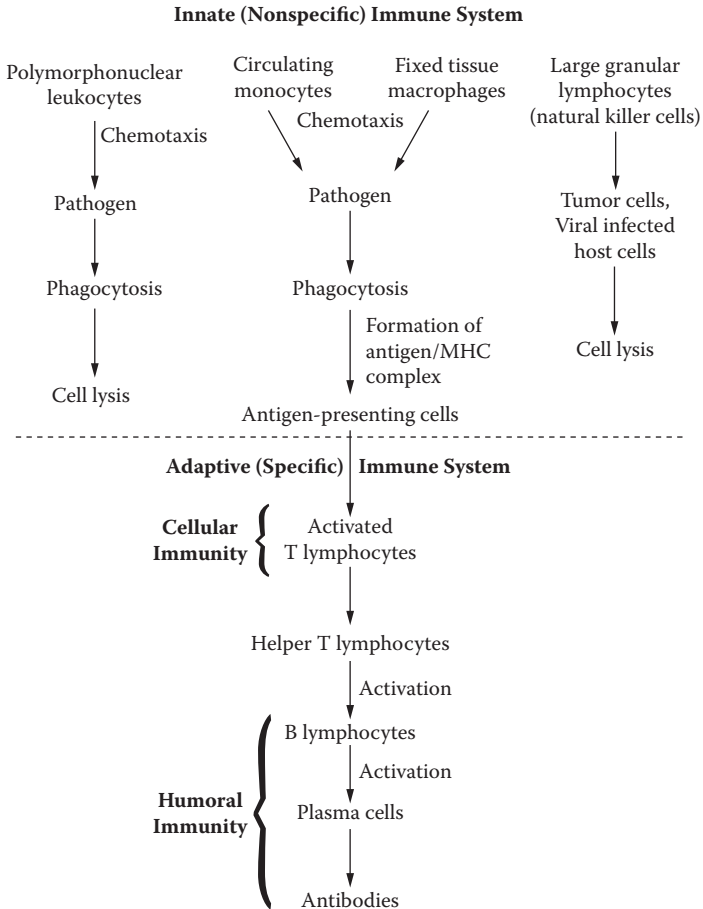 Innate (Nonspecific) Immune System
Polymorphonuclear
leukocytes
Chemotaxis
Pathogen
Phagocytosis
Cell lysis
Circulating
monocytes
Fixed tissue
macrophages
Chemotaxis
Pathogen
Phagocytosis
Formation of
antigen/MHC
complex
Antigen-presenting cells
Large granular
lymphocytes
(natural killer cells)
Tumor cells,
Viral infected
host cells
Cell lysis
Adaptive (Specific) Immune System
Cellular
Immunity
Activated
T lymphocytes
Helper T lymphocytes
Activation
B lymphocytes
Activation
Humoral
Immunity
Plasma cells
Antibodies